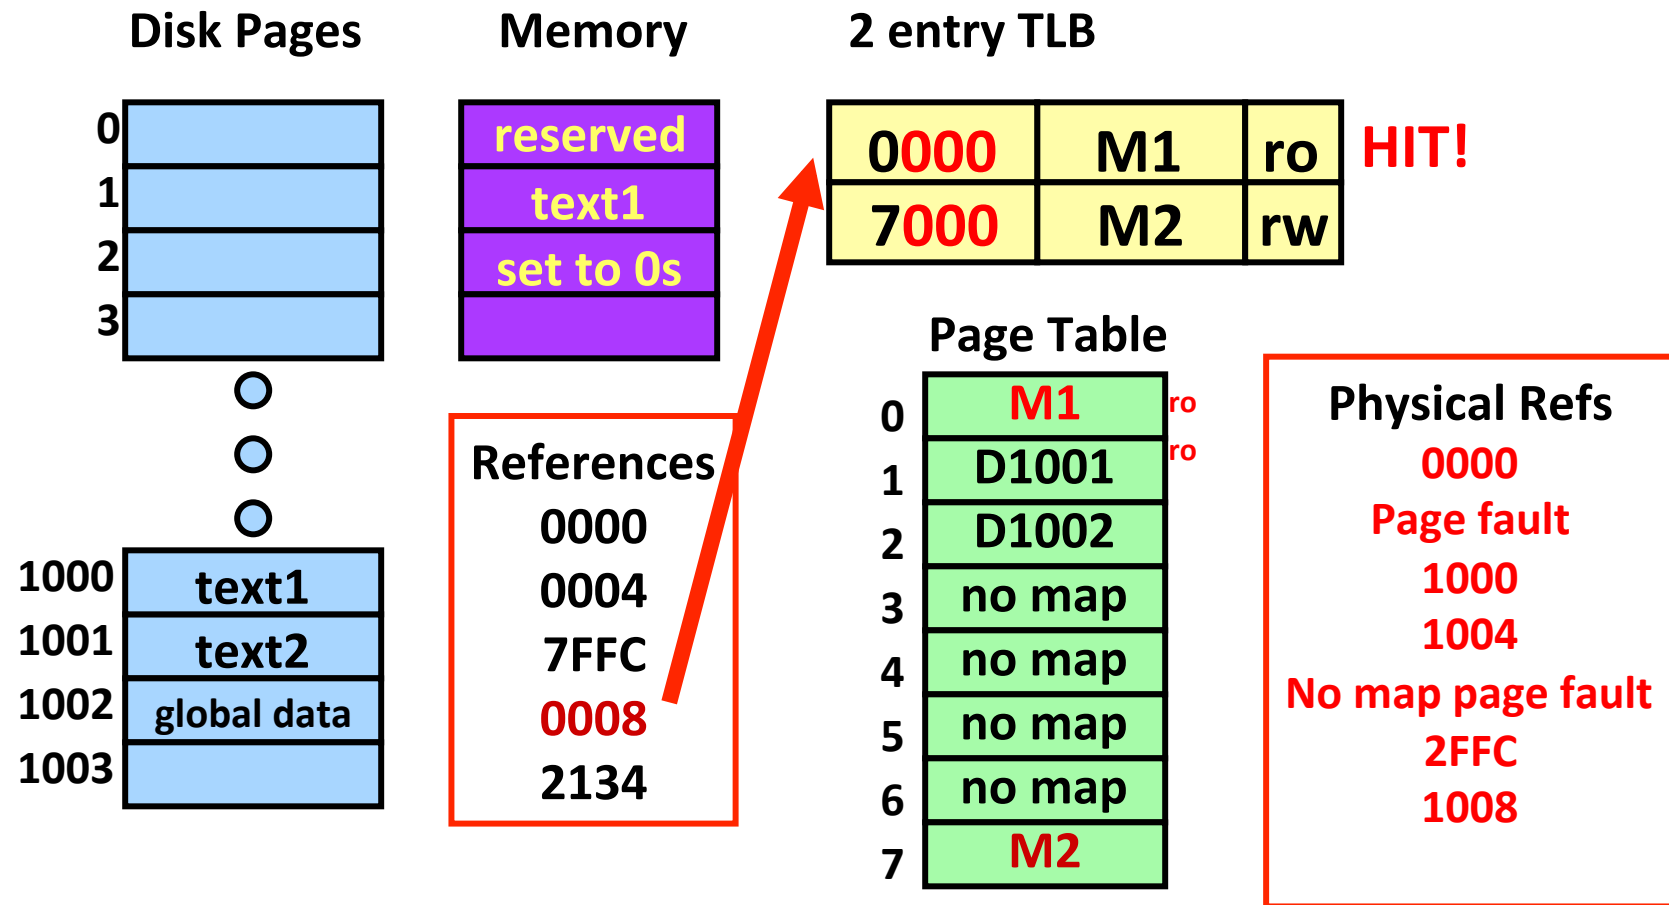 Disk Pages
Memory
2 entry TLB
0
1
2
3
1000 text1
1001 text2
1002 global data
1003
reserved
text1
set to 0s
References
0000
0004
7FFC
0008
2134
0000 M1 ro HIT!
7000 M2 rw
Page Table
0 M1 ro
1 D1001 ro
2 D1002
3 no map
4 no map
5 no map
6 no map
7 M2
Physical Refs
0000
Page fault
1000
1004
No map page fault
2FFC
1008